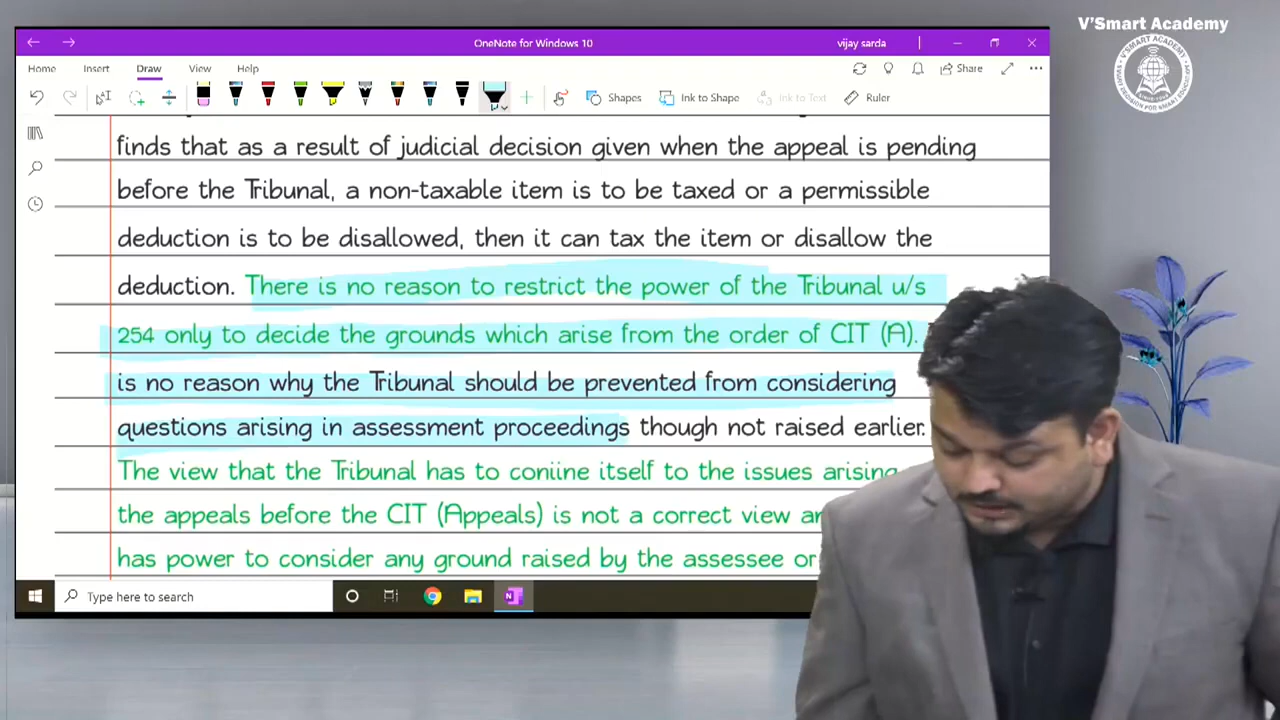 V'Smart Academy
OneNote for Windows 10
vijay sarda
Home Insert Draw View Help
Share
Shapes
Ink to Shape
Ink to Text
Ruler
finds that as a result of judicial decision given when the appeal is pending
before the Tribunal, a non-taxable item is to be taxed or a permissible
deduction is to be disallowed, then it can tax the item or disallow the
deduction. There is no reason to restrict the power of the Tribunal u/s
254 only to decide the grounds which arise from the order of CIT (A).
is no reason why the Tribunal should be prevented from considering
questions arising in assessment proceedings though not raised earlier.
The view that the Tribunal has to coniine itself to the issues arising
the appeals before the CIT (Appeals) is not a correct view
has power to consider any ground raised by the assessee or
Type here to search